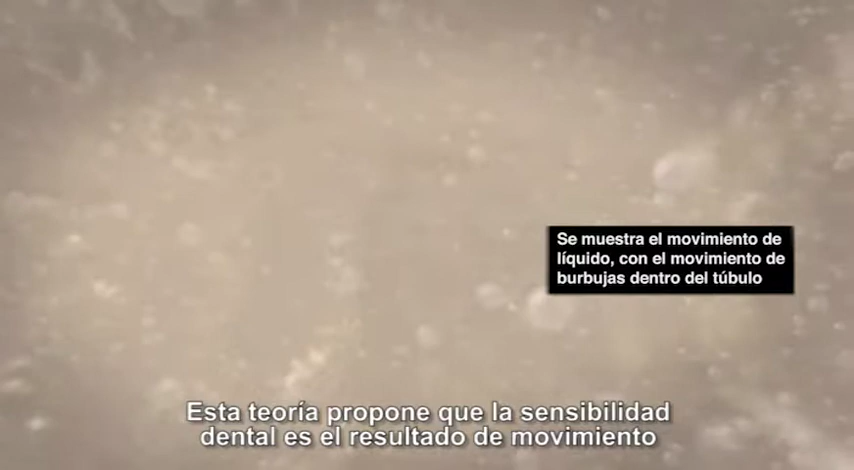 Se muestra el movimiento de
líquido, con el movimiento de
burbujas dentro del túbulo
Esta teoría propone que la sensibilidad
dental es el resultado de movimiento